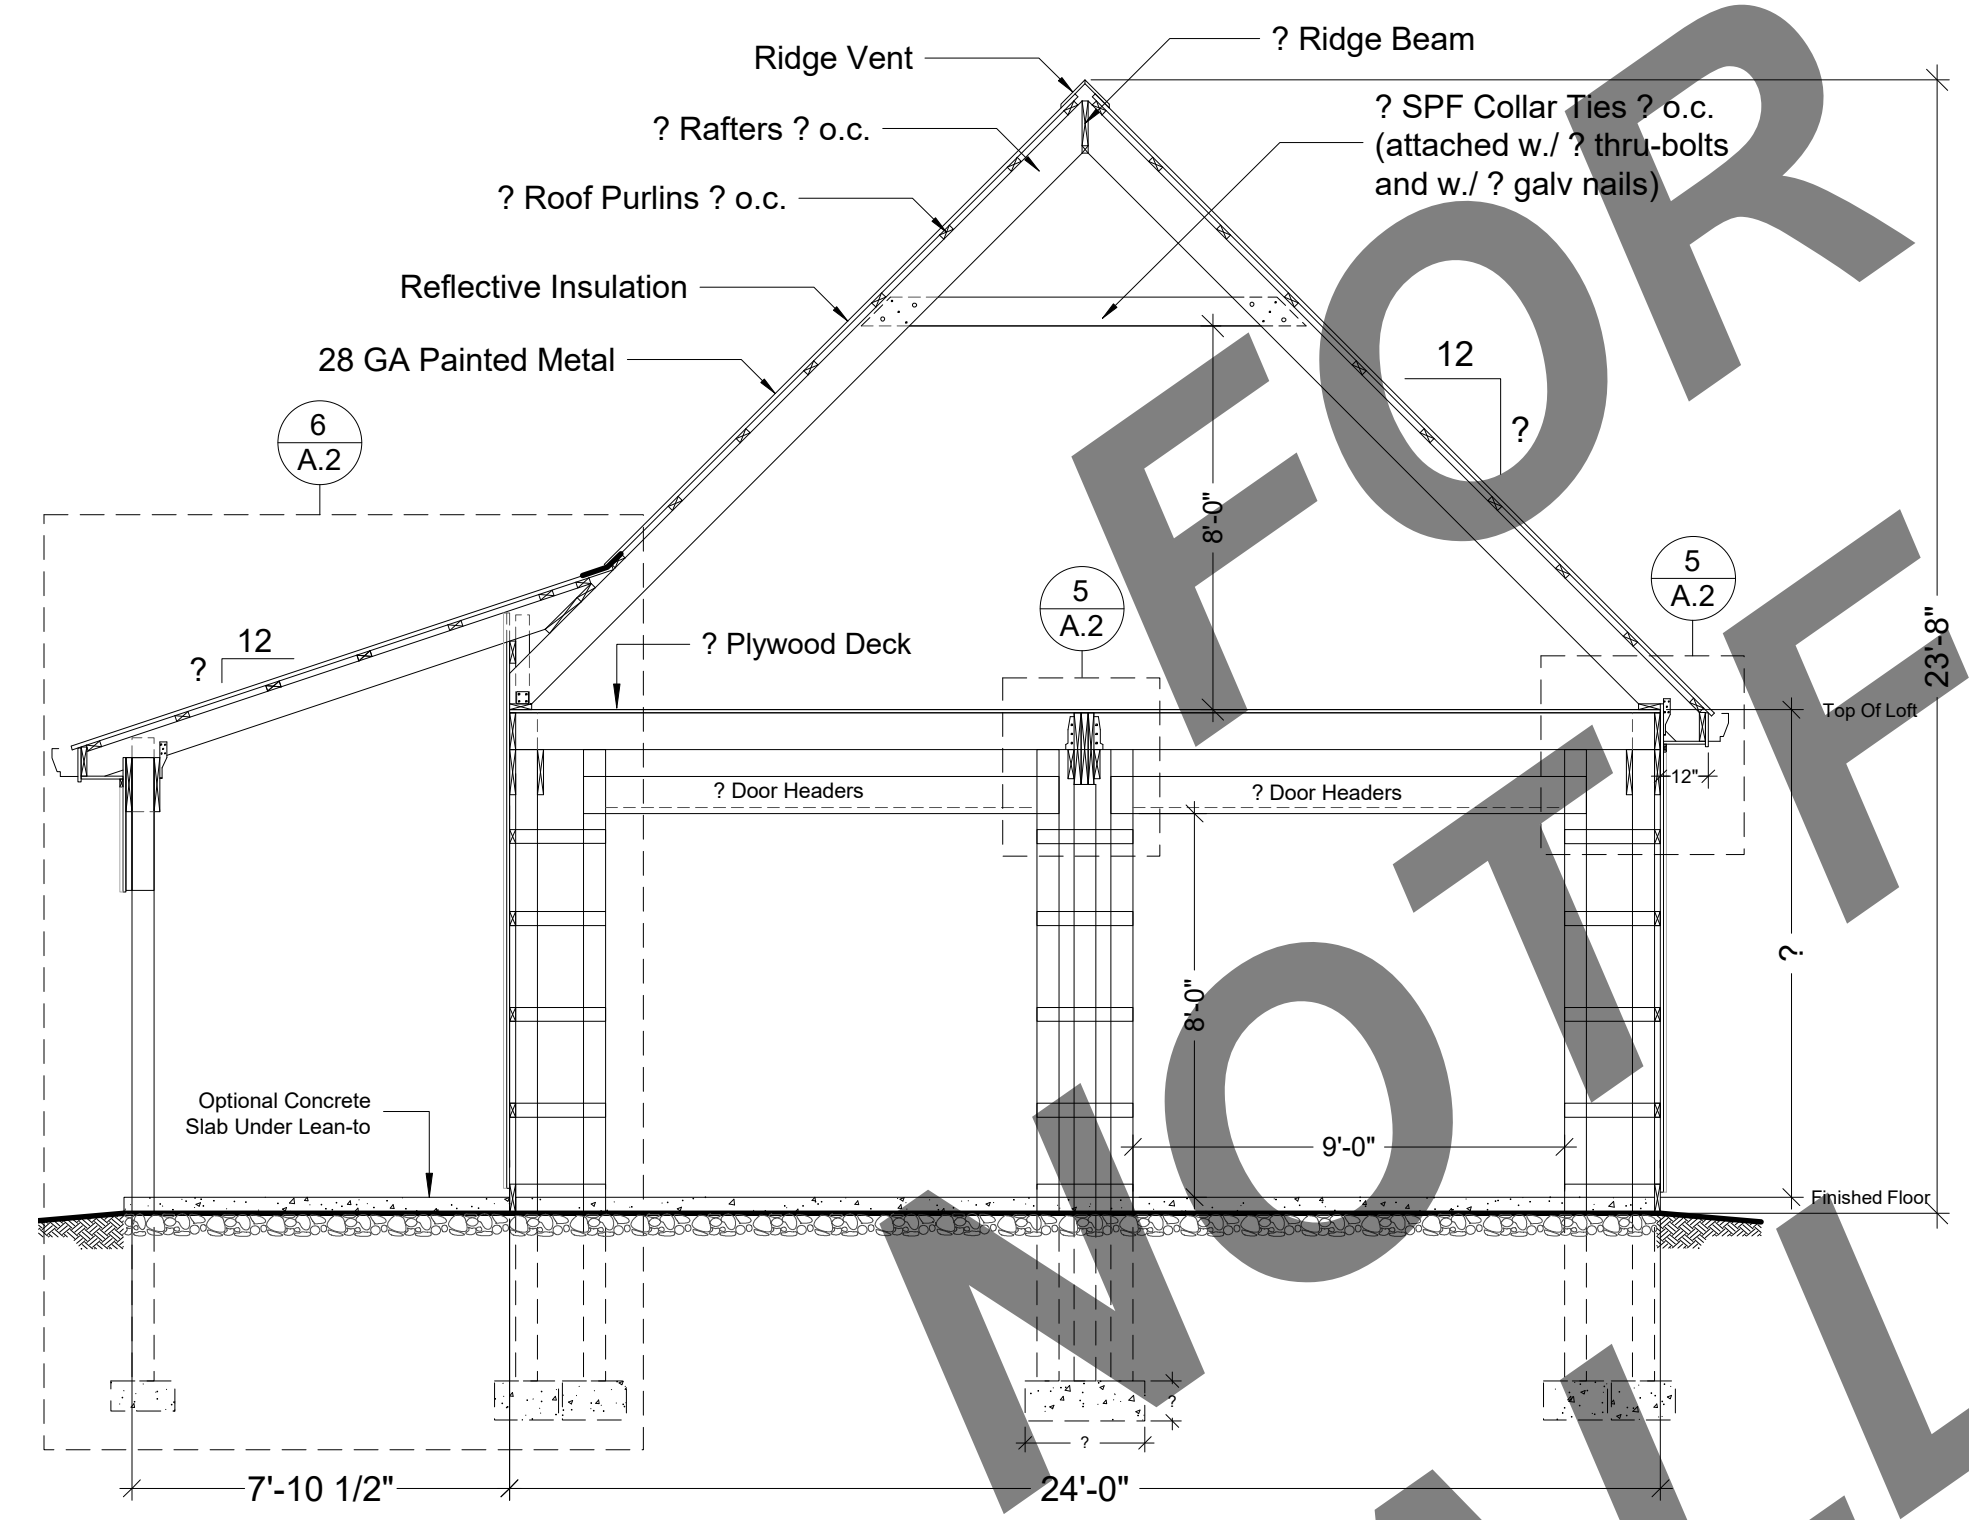 ? Ridge Beam
Ridge Vent
? SPF Collar Ties ? o.c.
(attached w./ ? thru-bolts
and w./ ? galv nails)
? Rafters ? o.c.
? Roof Purlins ? o.c.
Reflective Insulation
28 GA Painted Metal
12
?
6
A.2
8'-0"
5
A.2
5
A.2
23'-8"
12
?
? Plywood Deck
Top Of Loft
12"
? Door Headers
? Door Headers
?
8'-0"
Optional Concrete
Slab Under Lean-to
9'-0"
Finished Floor
?
?
7'-10 1/2"
24'-0"
FOR
NOT F